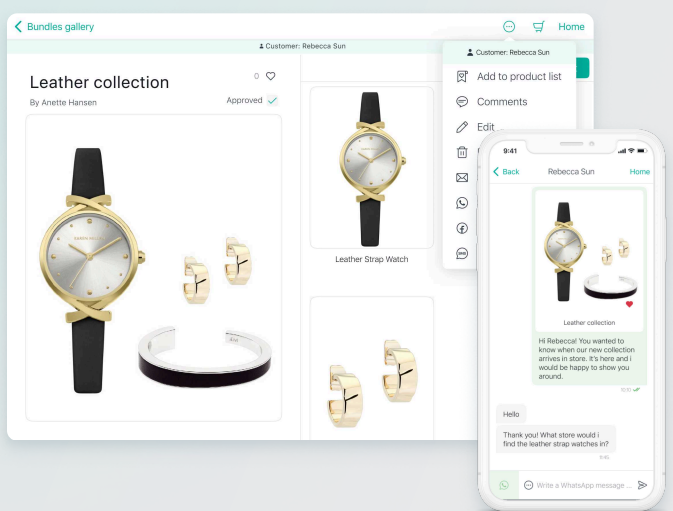 Bundles gallery
Home
Customer: Rebecca Sun
Leather collection
0
By Anette Hansen
Approved
Leather Strap Watch
Customer: Rebecca Sun
Add to product list
Comments
Edit
9:41
Back
Rebecca Sun
Home
Leather collection
Hi Rebecca! You wanted to
know when our new collection
arrives in store. It's here and i
would be happy to show you
around.
Hello
Thank you! What store would i
find the leather strap watches in?
Write a WhatsApp message ...